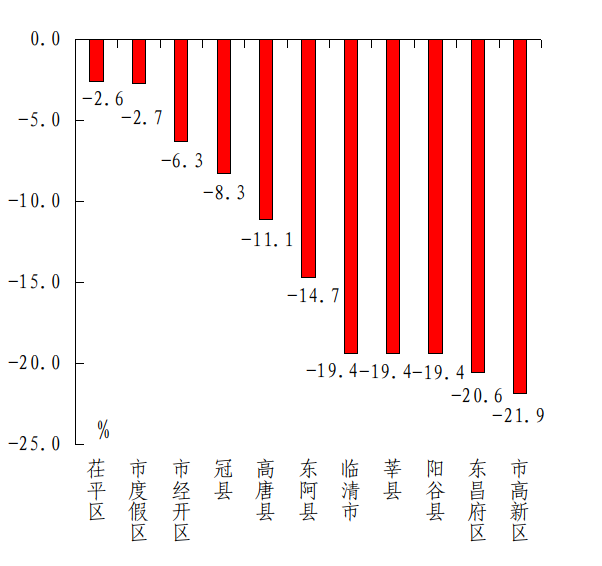 0.0
-5.0
-10.0
-15.0
-20.0
-25.0
%
-2.6
-2.7
-6.3
-8.3
-11.1
-14.7
-19.4
-19.4
-19.4
-20.6
-21.9
茌平区
市度假区
市经开区
冠县
高唐县
东阿县
临清市
莘县
阳谷县
东昌府区
市高新区